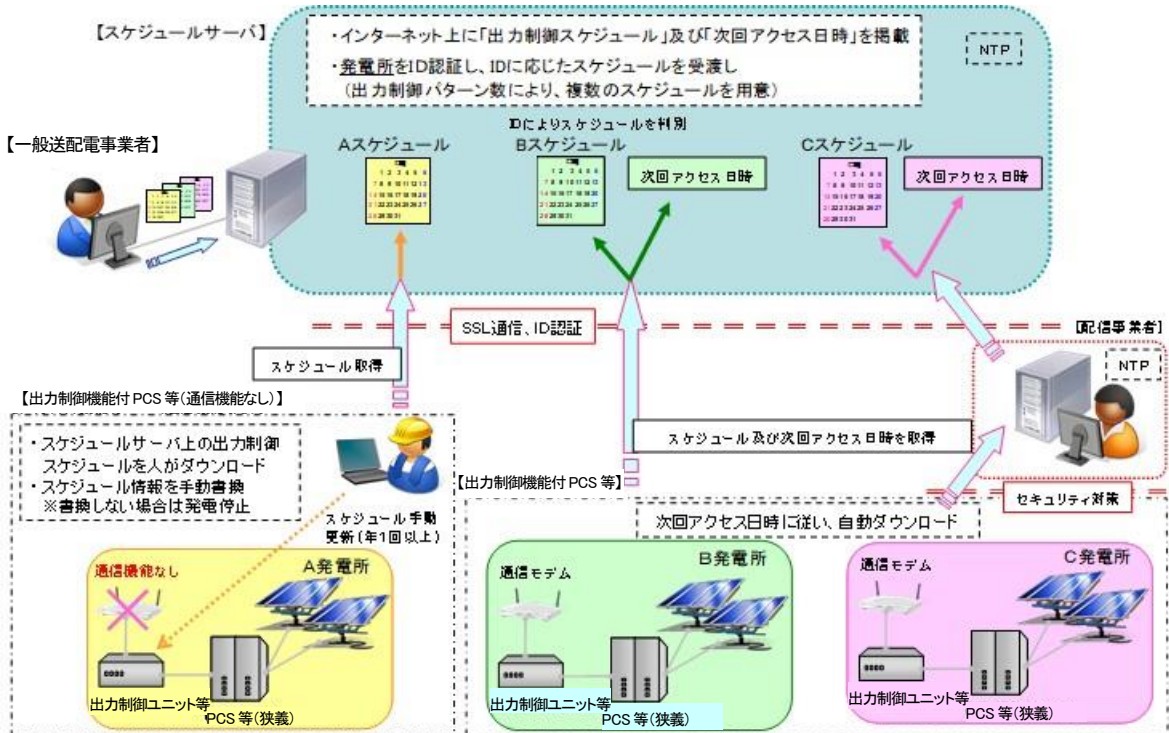 【スケジュールサーバ】
・インターネット上に「出力制御スケジュール」及び「次回アクセス日時」を掲載
・発電所をID認証し、IDに応じたスケジュールを受渡し
（出力制御パターン数により、複数のスケジュールを用意）
NTP
IDによりスケジュールを判別
【一般送配電事業者】
Aスケジュール
Bスケジュール
次回アクセス日時
Cスケジュール
次回アクセス日時
SSL通信、ID認証
【配信事業者】
NTP
スケジュール取得
【出力制御機能付PCS等(通信機能なし)】
・スケジュールサーバ上の出力制御
スケジュールを人がダウンロード
・スケジュール情報を手動書換
※書換しない場合は発電停止
スケジュール手動
更新(年1回以上)
スケジュール及び次回アクセス日時を取得
【出力制御機能付PCS等】
セキュリティ対策
次回アクセス日時に従い、自動ダウンロード
通信機能なし
A発電所
出力制御ユニット等
PCS等(狭義)
通信モデム
B発電所
出力制御ユニット等
PCS等(狭義)
通信モデム
C発電所
出力制御ユニット等
PCS等(狭義)